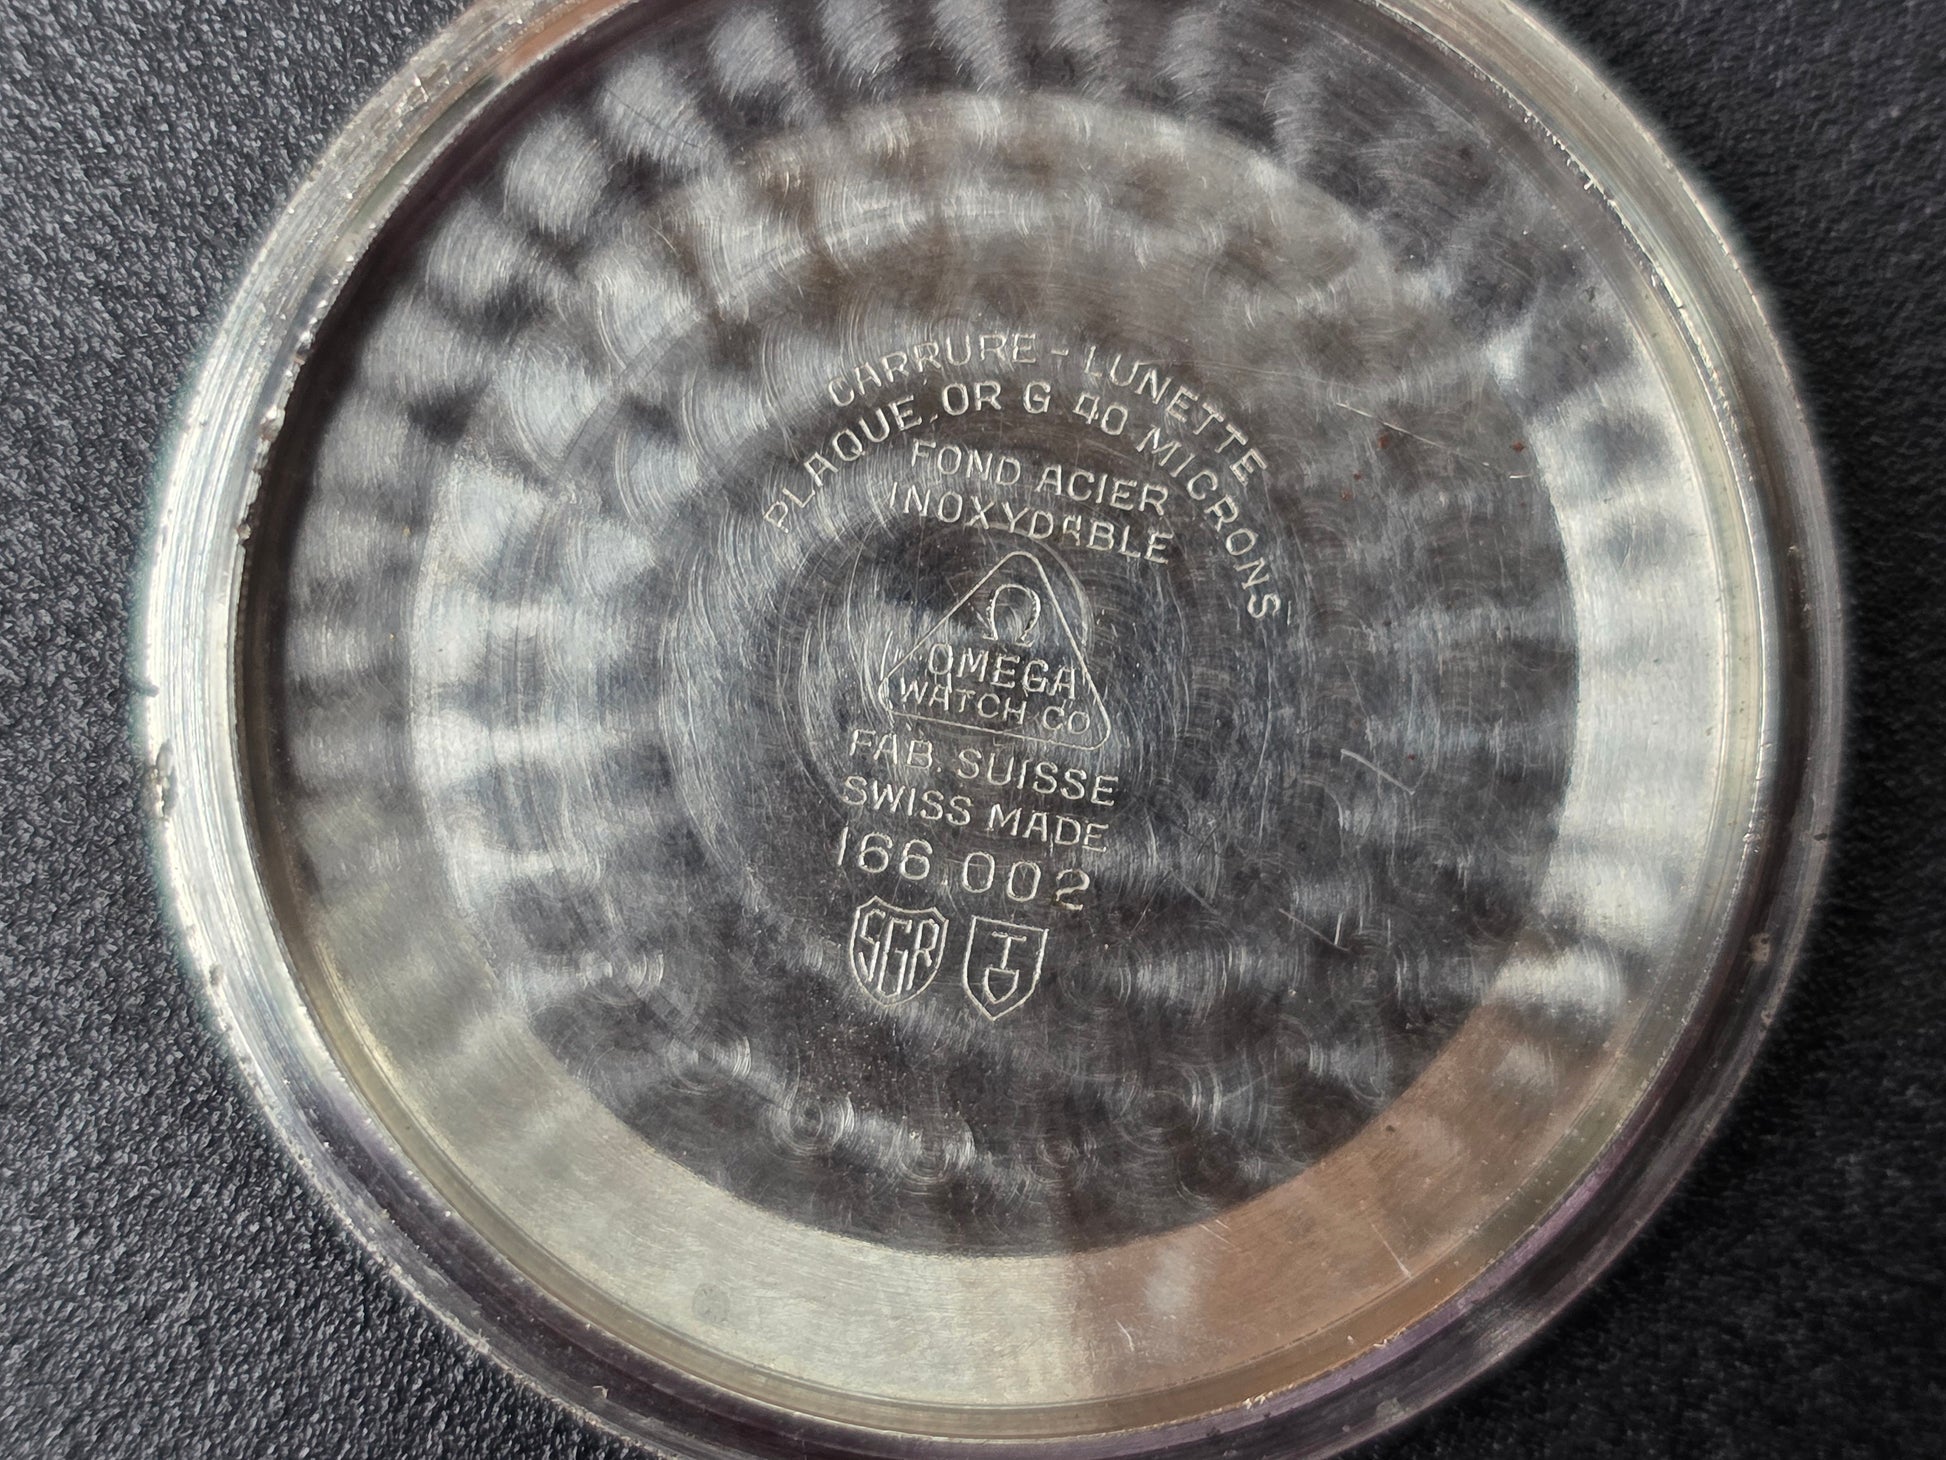 CARRURE - LUNETTE
PLAQUE OR G 40 MICRONS
FOND ACIER
INOXYDABLE
Ω
OMEGA
WATCH CO
FAB. SUISSE
SWISS MADE
166.002
SGR